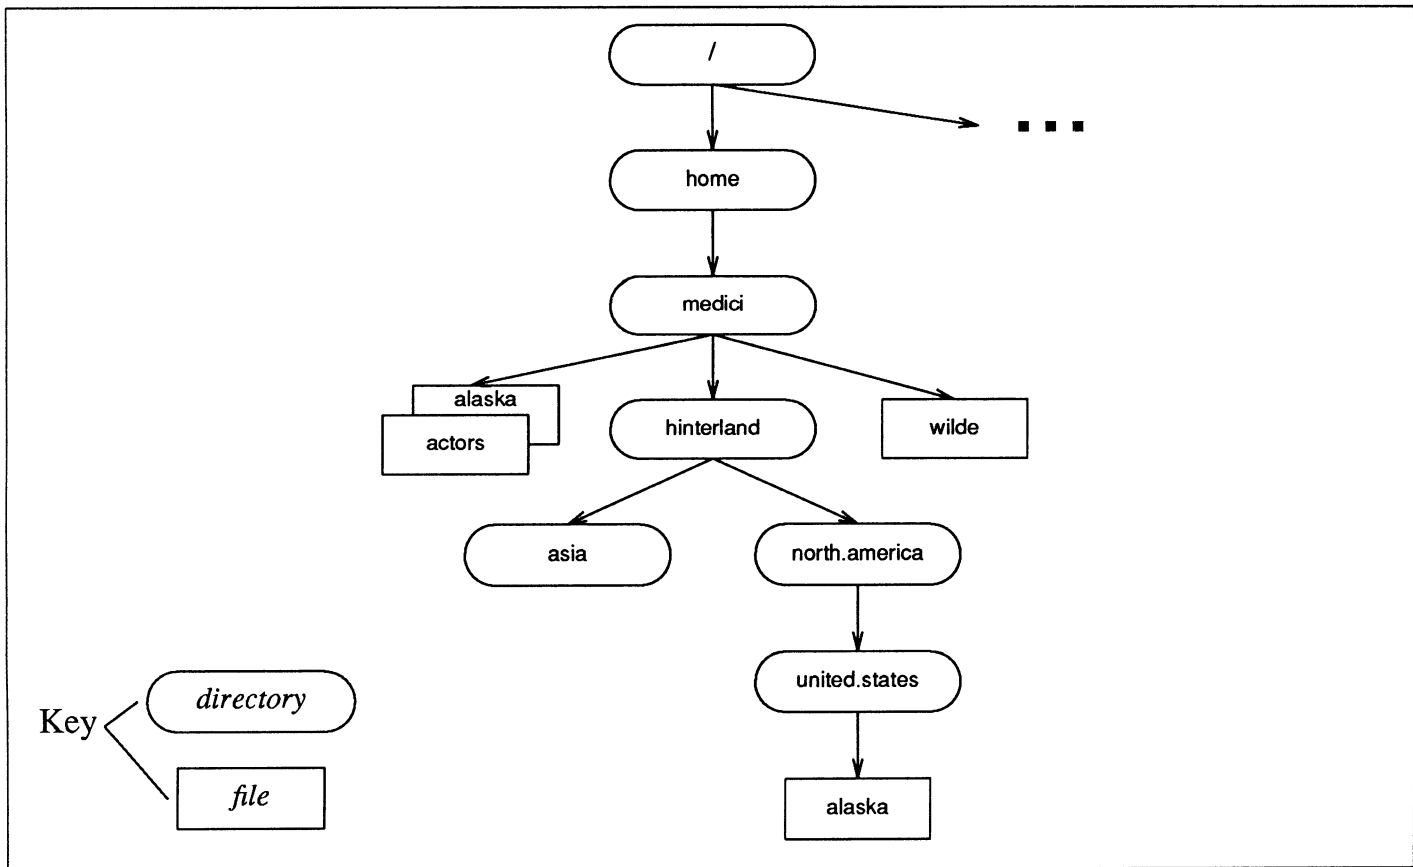 /
home
medici
alaska
actors
hinterland
wilde
asia
north.america
united.states
Key
directory
file
alaska